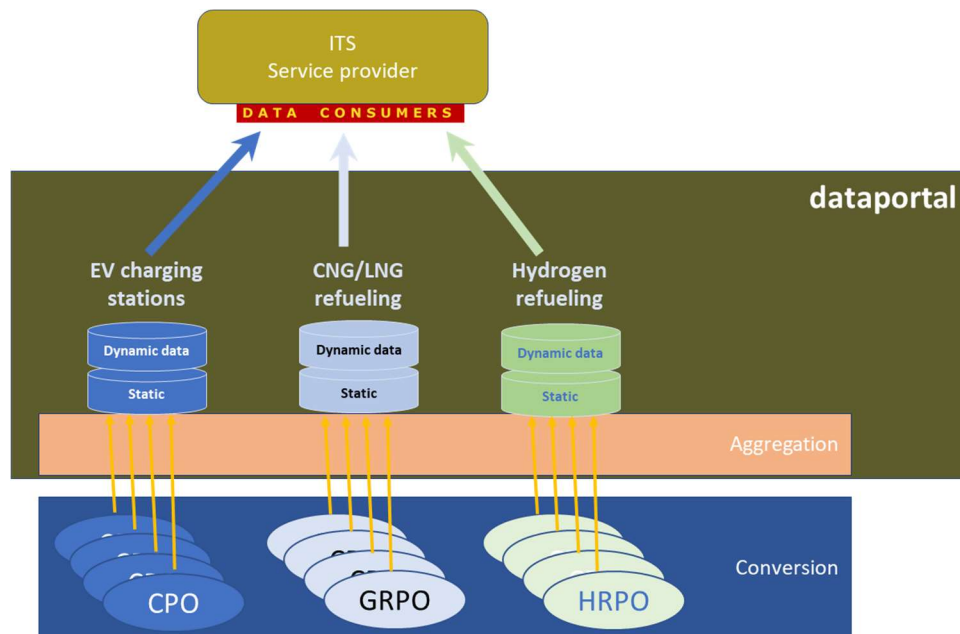 ITS
Service provider
DATA CONSUMERS
dataportal
EV charging
stations
CNG/LNG
refueling
Hydrogen
refueling
Dynamic data
Static
Dynamic data
Static
Dynamic data
Static
Aggregation
Conversion
CPO
GRPO
HRPO